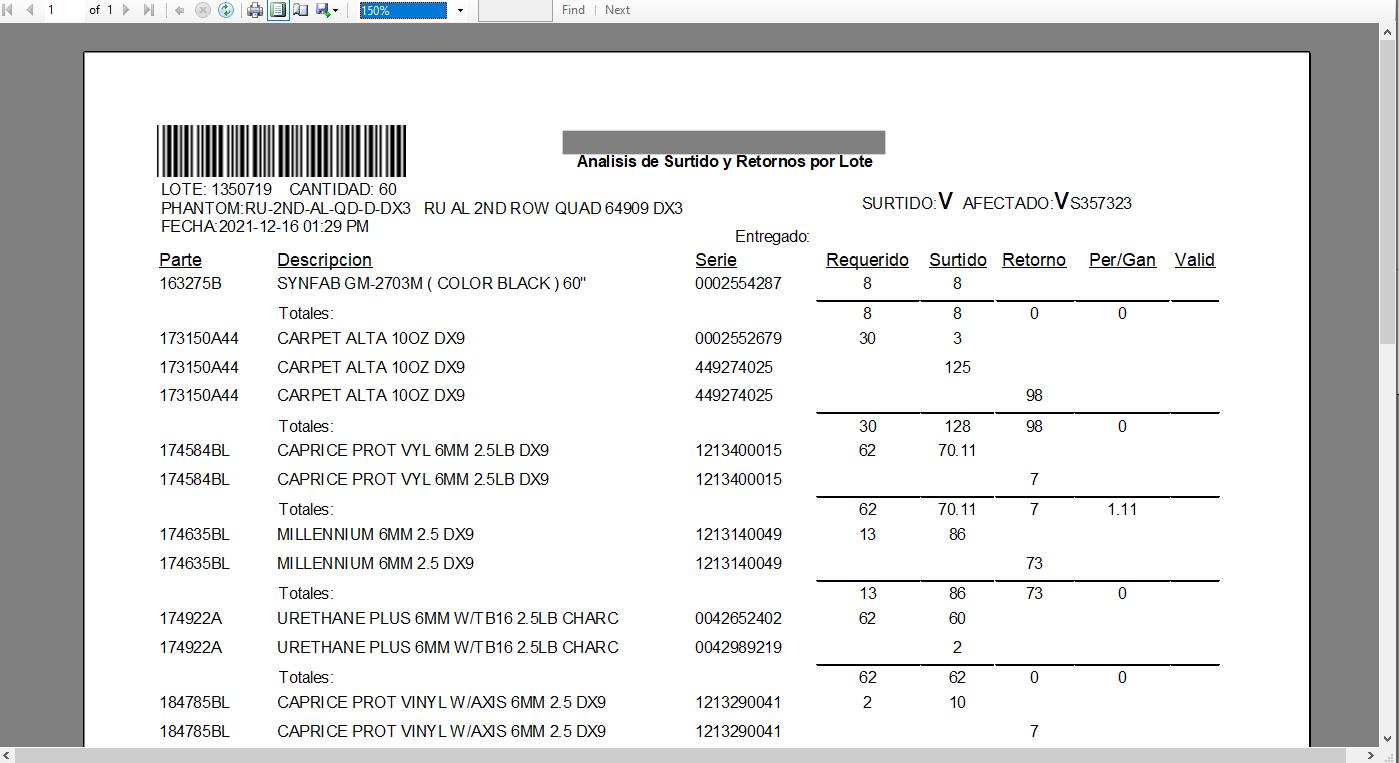 1 of 1 150% Find Next
Analisis de Surtido y Retornos por Lote
LOTE: 1350719 CANTIDAD: 60
PHANTOM:RU-2ND-AL-QD-D-DX3 RU AL 2ND ROW QUAD 64909 DX3
SURTIDO:V AFECTADO:V S357323
FECHA:2021-12-16 01:29 PM
Entregado:
Parte Descripcion Serie Requerido Surtido Retorno Per/Gan Valid
163275B SYNFAB GM-2703M ( COLOR BLACK ) 60" 0002554287 8 8
Totales: 8 8 0 0
173150A44 CARPET ALTA 10OZ DX9 0002552679 30 3
173150A44 CARPET ALTA 10OZ DX9 449274025 125
173150A44 CARPET ALTA 10OZ DX9 449274025 98
Totales: 30 128 98 0
174584BL CAPRICE PROT VYL 6MM 2.5LB DX9 1213400015 62 70.11
174584BL CAPRICE PROT VYL 6MM 2.5LB DX9 1213400015 7
Totales: 62 70.11 7 1.11
174635BL MILLENNIUM 6MM 2.5 DX9 1213140049 13 86
174635BL MILLENNIUM 6MM 2.5 DX9 1213140049 73
Totales: 13 86 73 0
174922A URETHANE PLUS 6MM W/TB16 2.5LB CHARC 0042652402 62 60
174922A URETHANE PLUS 6MM W/TB16 2.5LB CHARC 0042989219 2
Totales: 62 62 0 0
184785BL CAPRICE PROT VINYL W/AXIS 6MM 2.5 DX9 1213290041 2 10
184785BL CAPRICE PROT VINYL W/AXIS 6MM 2.5 DX9 1213290041 7